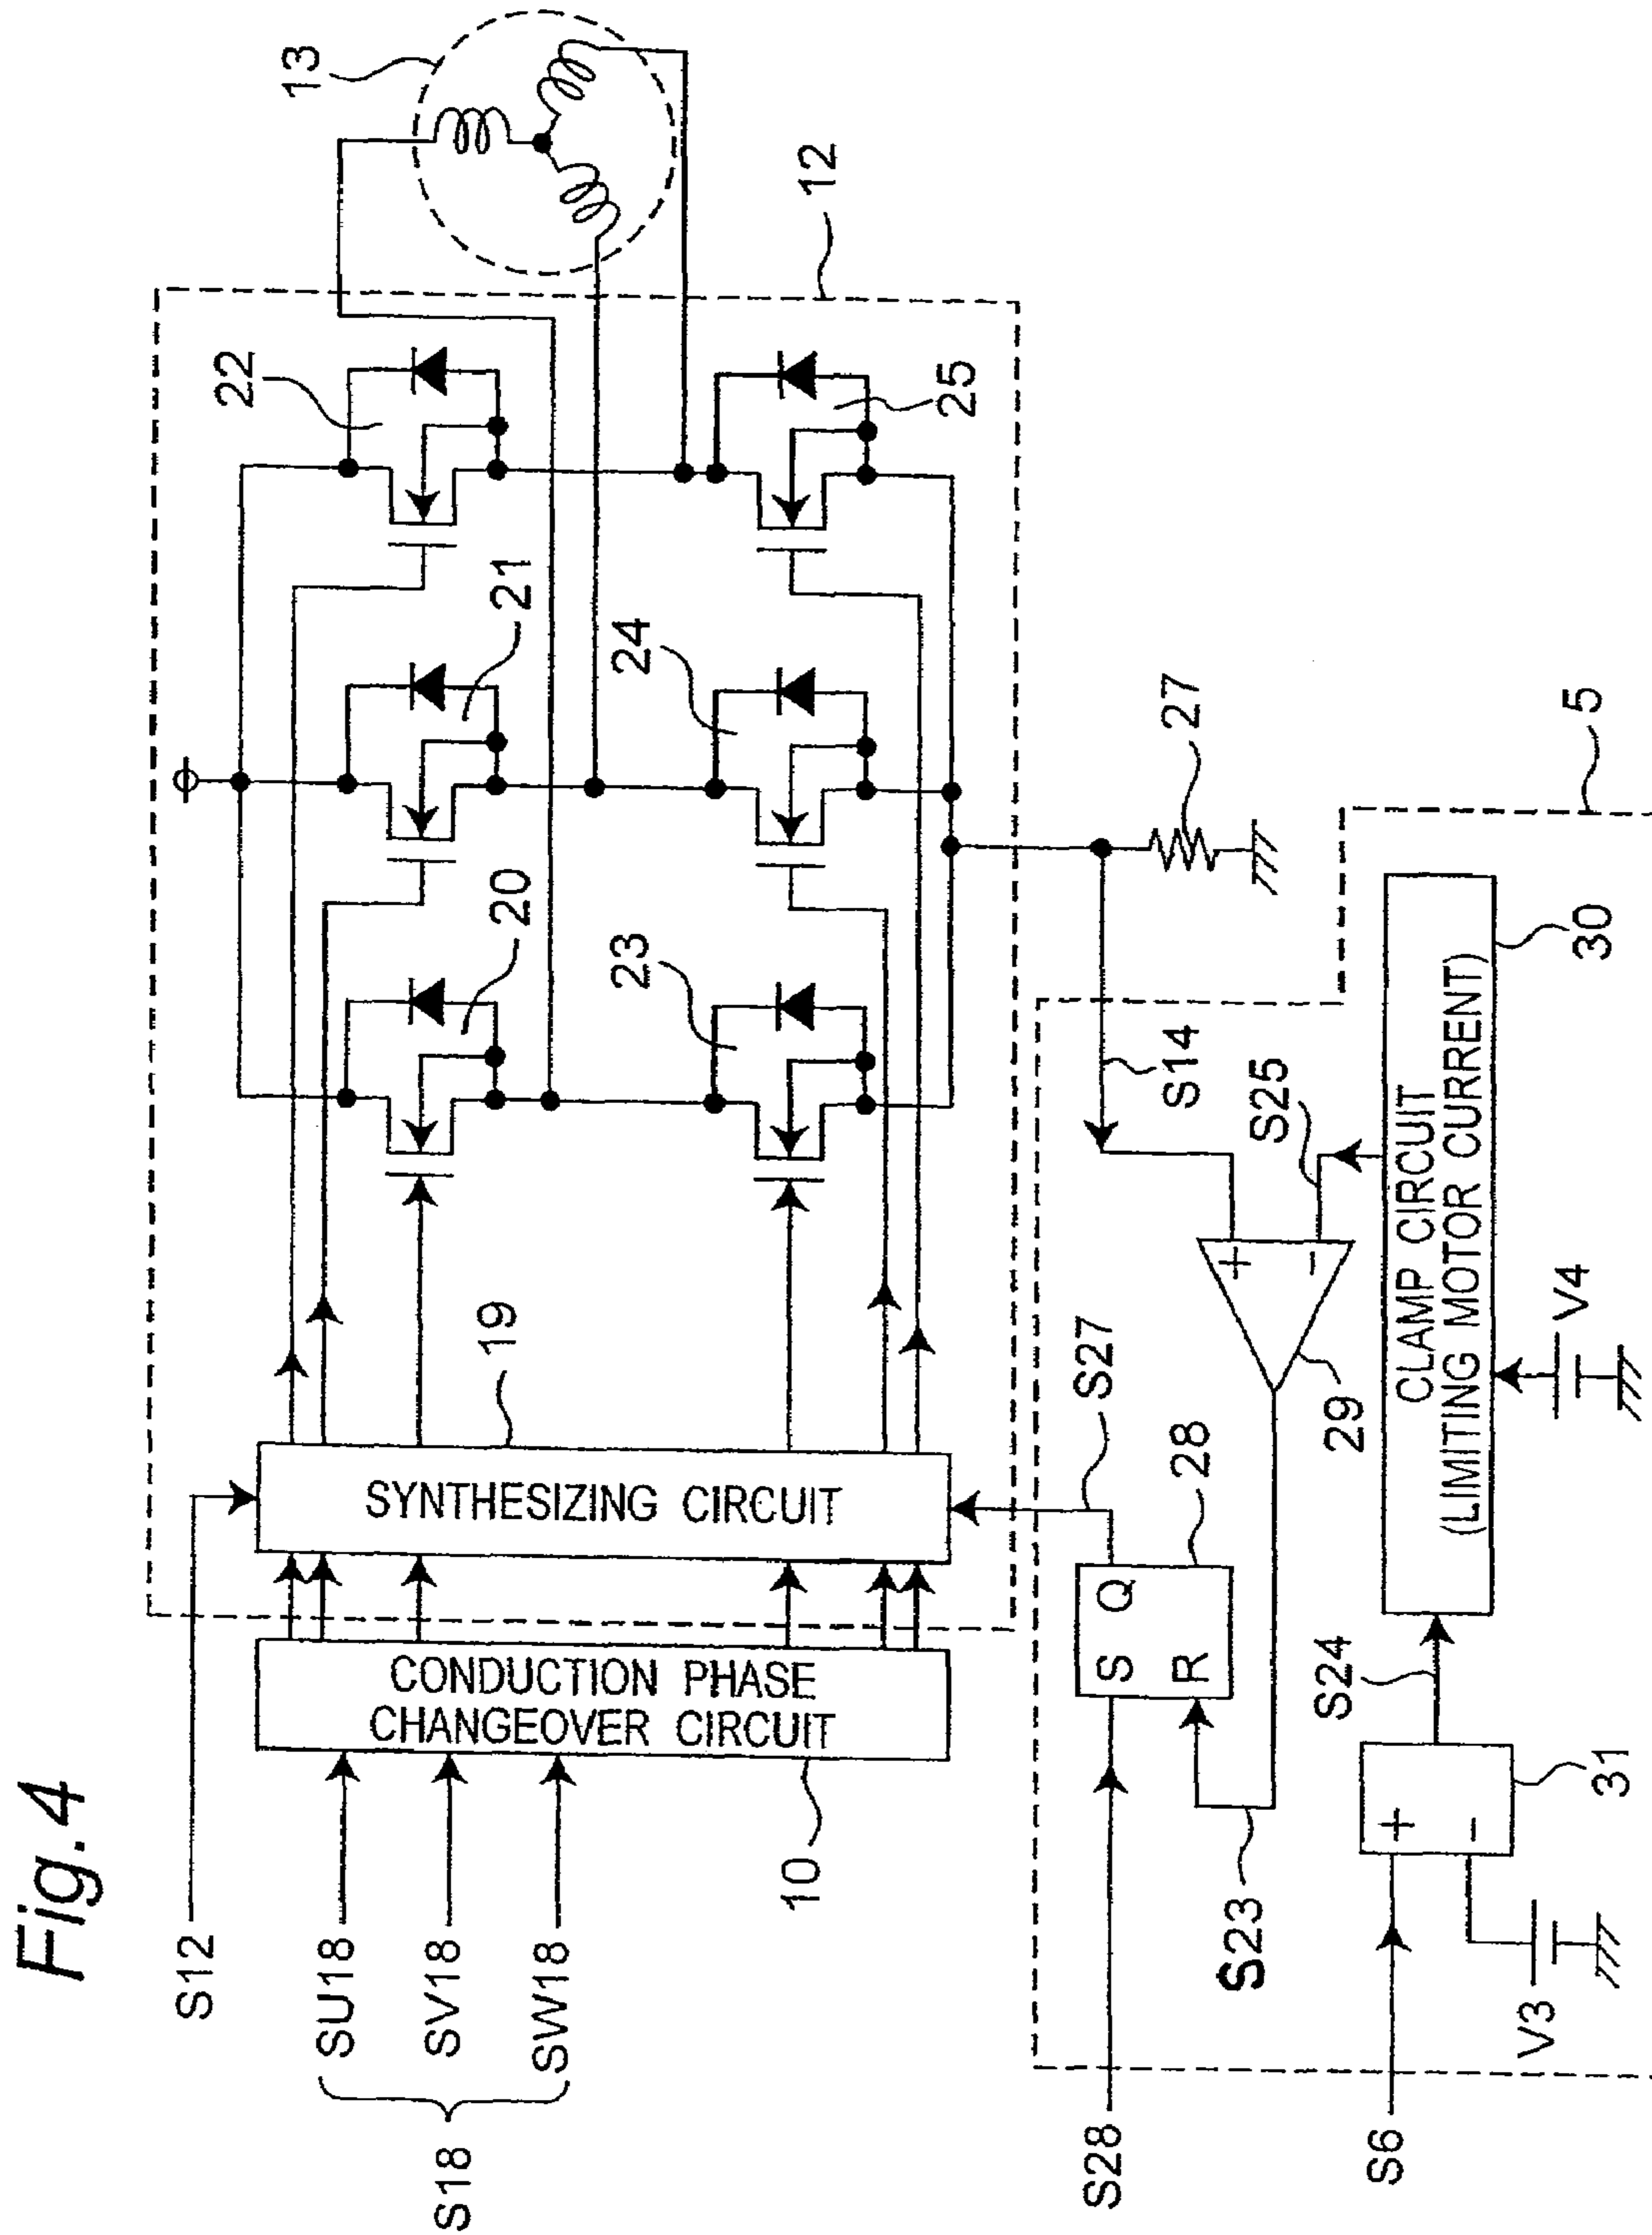 Fig.4
S12
SU18
SV18
SW18
S18
10
CONDUCTION PHASE
CHANGEOVER CIRCUIT
SYNTHESIZING CIRCUIT
19
20
21
22
23
24
25
12
13
27
S14
S25
S27
28
S
Q
R
S28
S23
+
-
29
5
CLAMP CIRCUIT
(LIMITING MOTOR CURRENT)
30
V4
S24
31
+
-
S6
V3